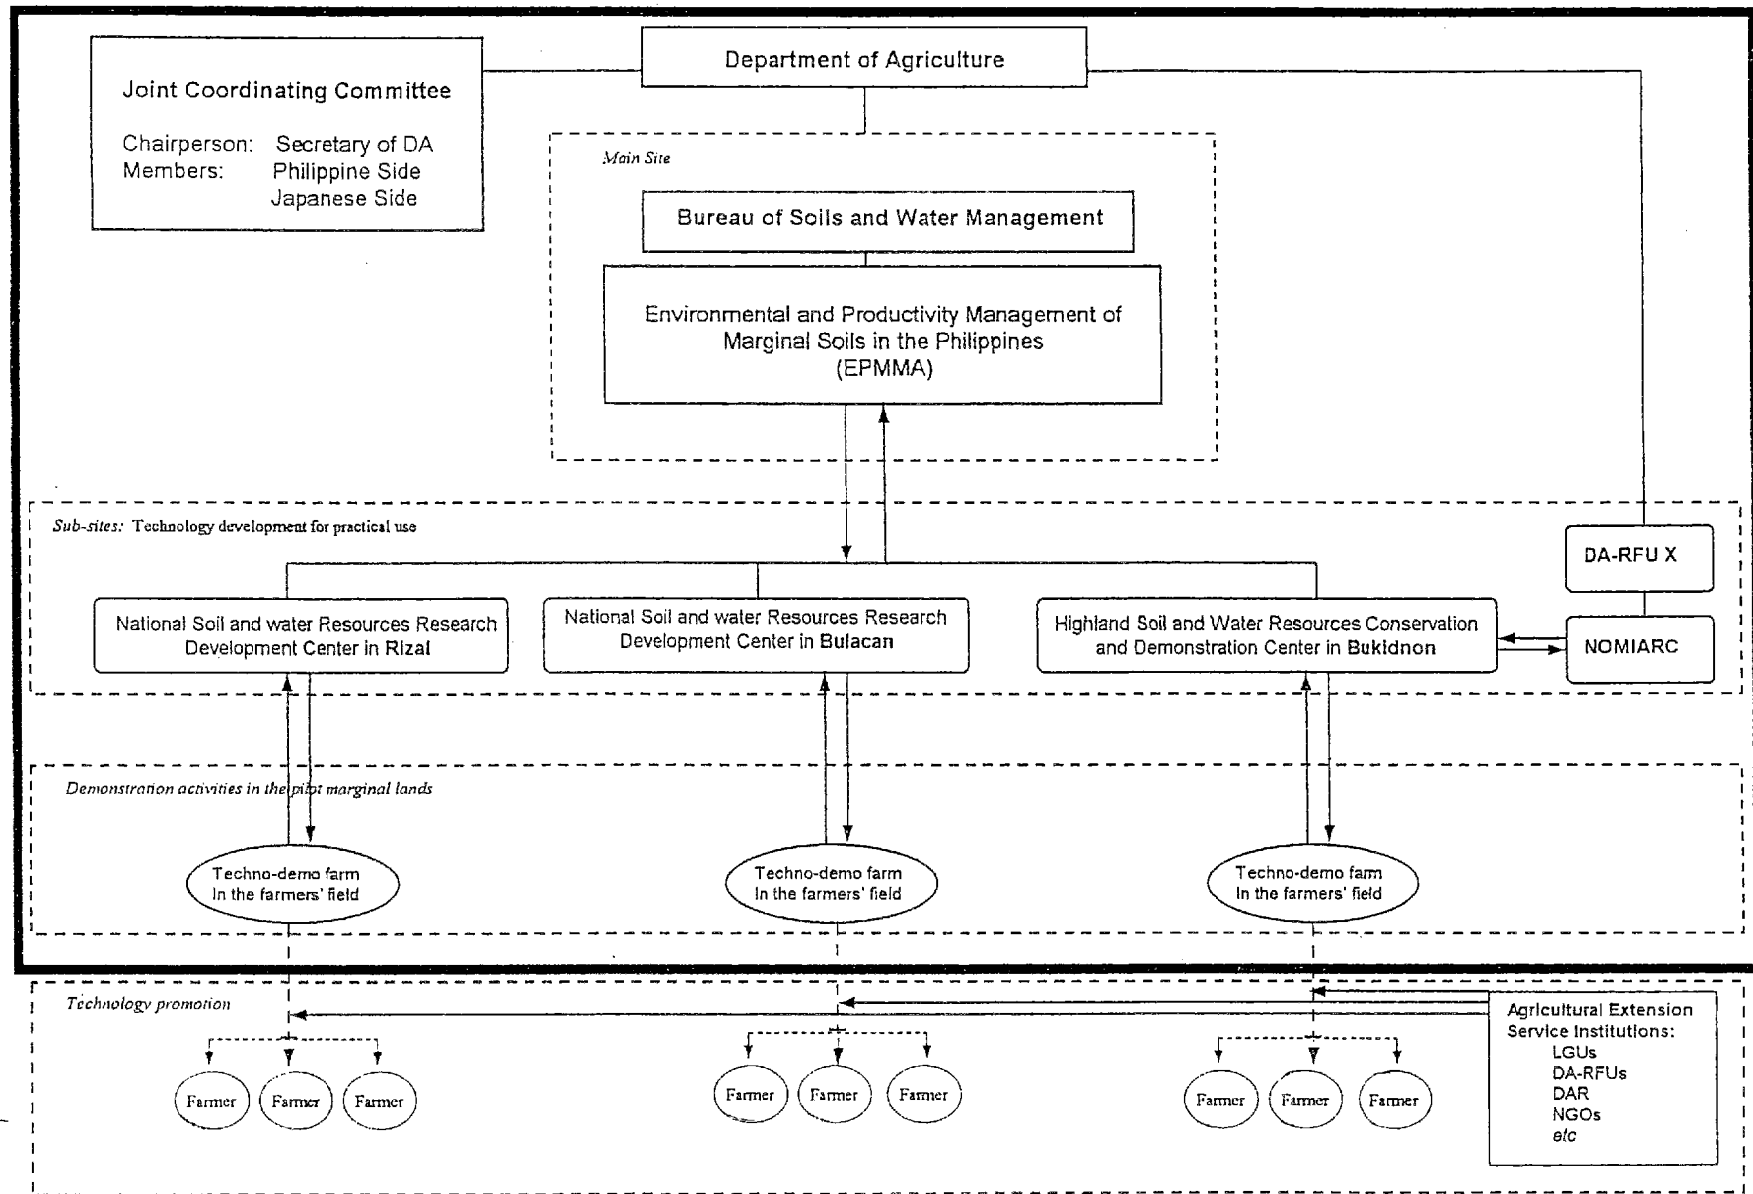 Department of Agriculture
Joint Coordinating Committee
Chairperson: Secretary of DA
Members: Philippine Side
Japanese Side
Main Site
Bureau of Soils and Water Management
Environmental and Productivity Management of
Marginal Soils in the Philippines
(EPMMA)
Sub-sites: Technology development for practical use
DA-RFU X
National Soil and water Resources Research
Development Center in Rizal
National Soil and water Resources Research
Development Center in Bulacan
Highland Soil and Water Resources Conservation
and Demonstration Center in Bukidnon
NOMIARC
Demonstration activities in the pilot marginal lands
Techno-demo farm
In the farmers' field
Techno-demo farm
In the farmers' field
Techno-demo farm
In the farmers' field
Technology promotion
Agricultural Extension
Service Institutions:
LGUs
DA-RFUs
DAR
NGOs
etc
Farmer Farmer Farmer
Farmer Farmer Farmer
Farmer Farmer Farmer